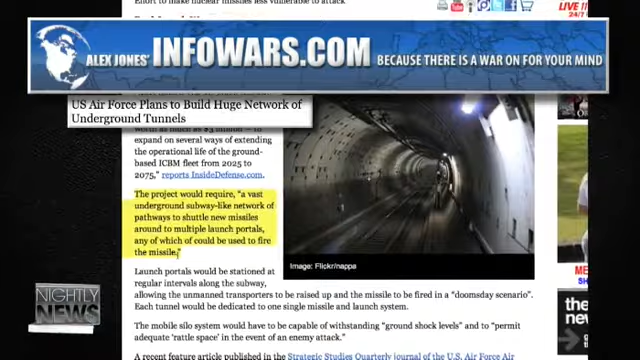 Effort to make nuclear missiles less vulnerable to attack
LIVE
24/7
ALEX JONES' INFOWARS.COM BECAUSE THERE IS A WAR ON FOR YOUR MIND
US Air Force Plans to Build Huge Network of
Underground Tunnels
expand on several ways of extending
the operational life of the ground-
based ICBM fleet from 2025 to
2075,” reports InsideDefense.com.
The project would require, “a vast
underground subway-like network of
pathways to shuttle new missiles
around to multiple launch portals,
any of which of could be used to fire
the missile.”
Image: Flickr/nappa
Launch portals would be stationed at
regular intervals along the subway,
allowing the unmanned transporters to be raised up and the missile to be fired in a “doomsday scenario”.
Each tunnel would be dedicated to one single missile and launch system.
The mobile silo system would have to be capable of withstanding “ground shock levels” and to “permit
adequate ‘rattle space’ in the event of an enemy attack.”
A recent feature article published in the Strategic Studies Quarterly journal of the U.S. Air Force Air
NIGHTLY
NEWS
ME
SH
the
new